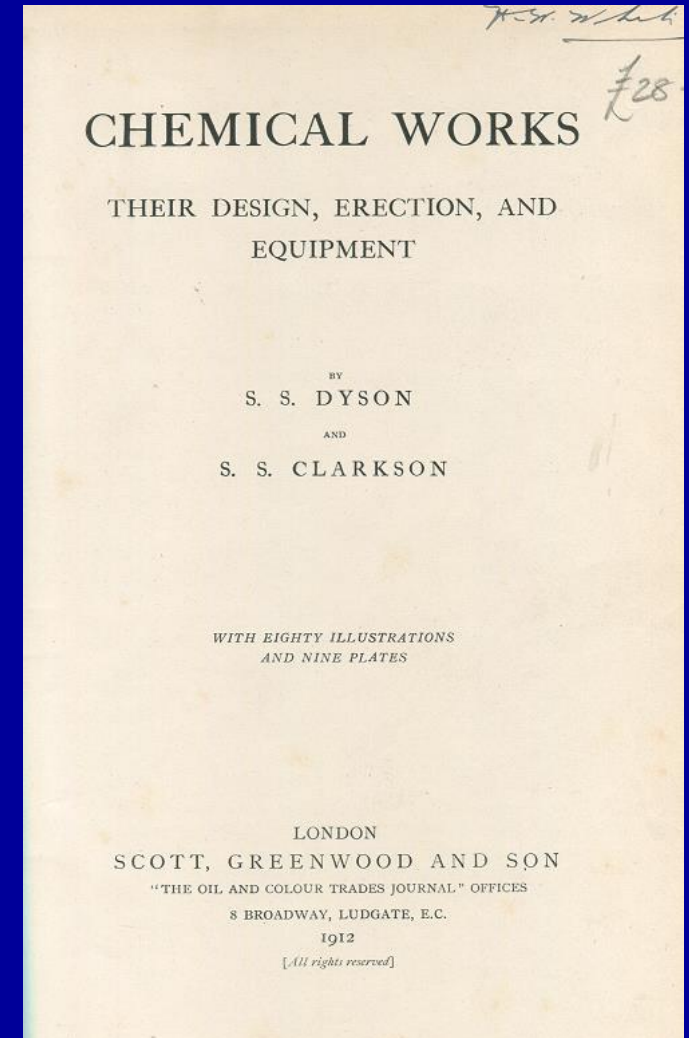 £28
CHEMICAL WORKS
THEIR DESIGN, ERECTION, AND
EQUIPMENT
BY
S. S. DYSON
AND
S. S. CLARKSON
WITH EIGHTY ILLUSTRATIONS
AND NINE PLATES
LONDON
SCOTT, GREENWOOD AND SON
"THE OIL AND COLOUR TRADES JOURNAL" OFFICES
8 BROADWAY, LUDGATE, E.C.
1912
[All rights reserved]